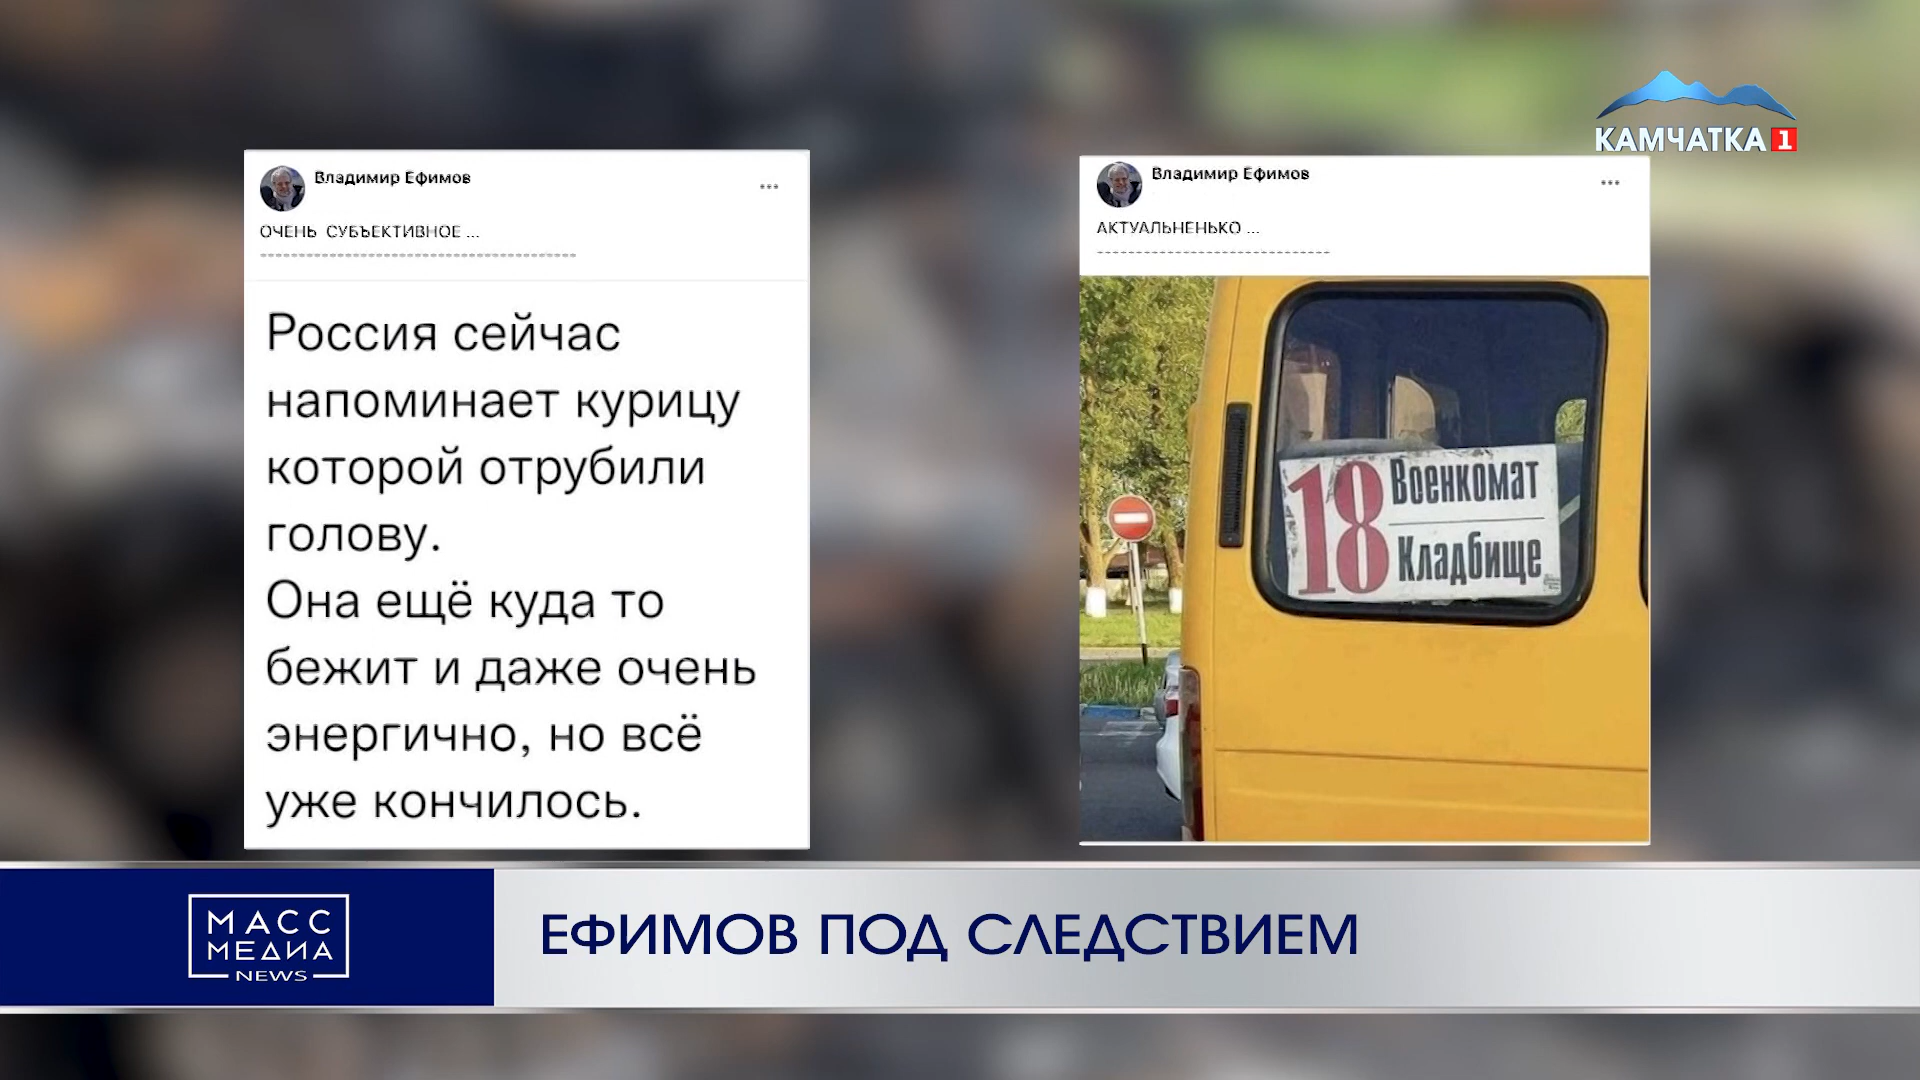 КАМЧАТКА 1
Владимир Ефимов
ОЧЕНЬ СУБЪЕКТИВНОЕ ...
Россия сейчас
напоминает курицу
которой отрубили
голову.
Она ещё куда то
бежит и даже очень
энергично, но всё
уже кончилось.
Владимир Ефимов
АКТУАЛЬНЕНЬКО ...
18 Военкомат
Кладбище
МАСС
МЕДИА
NEWS
ЕФИМОВ ПОД СЛЕДСТВИЕМ